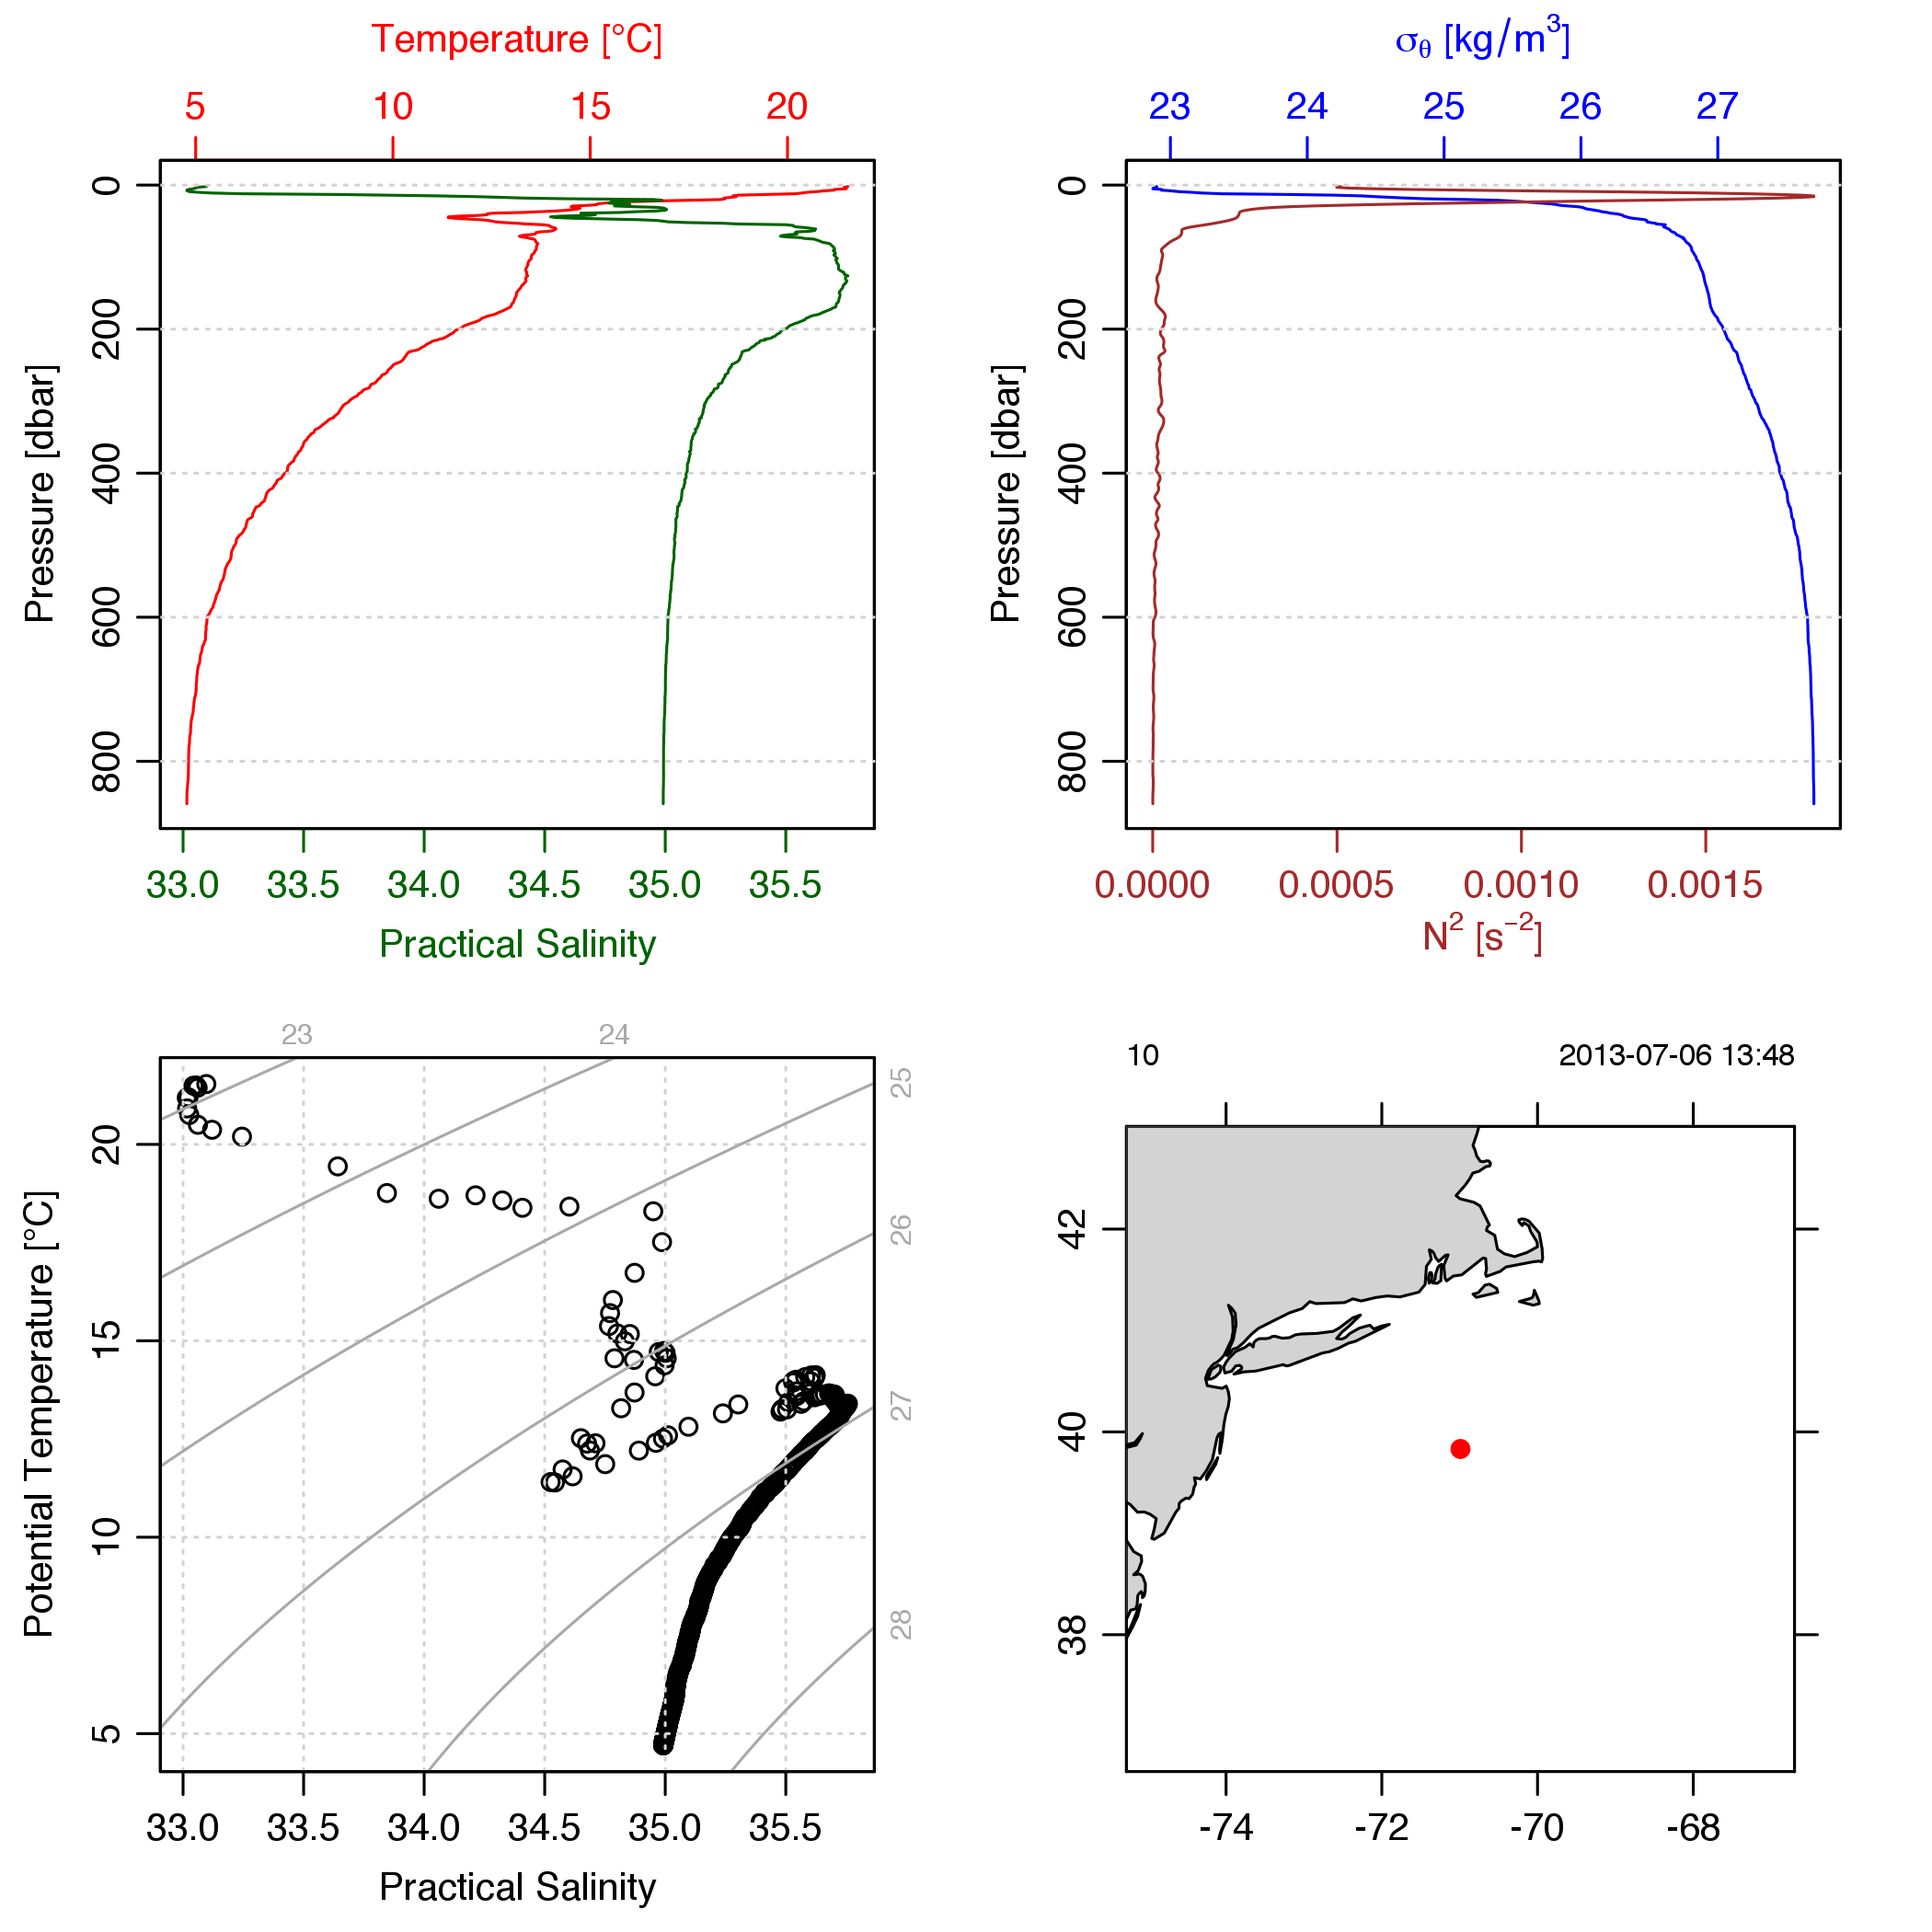 Temperature [°C]
5 10 15 20
0
200
400
600
800
Pressure [dbar]
33.0 33.5 34.0 34.5 35.0 35.5
Practical Salinity
σθ [kg/m³]
23 24 25 26 27
0
200
400
600
800
Pressure [dbar]
0.0000 0.0005 0.0010 0.0015
N² [s⁻²]
23 24
25
26
27
28
20
15
10
5
Potential Temperature [°C]
33.0 33.5 34.0 34.5 35.0 35.5
Practical Salinity
10 2013-07-06 13:48
42
40
38
-74 -72 -70 -68